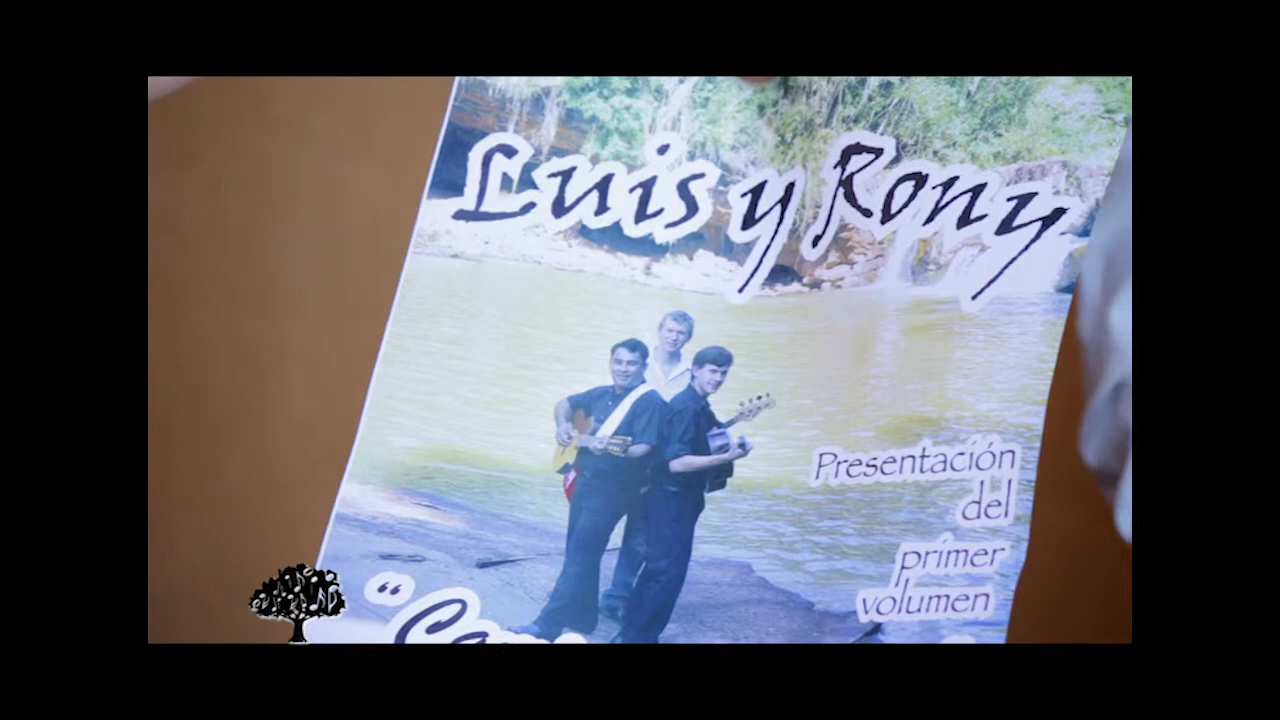 Luis y Rony
Presentación
del
primer
volumen